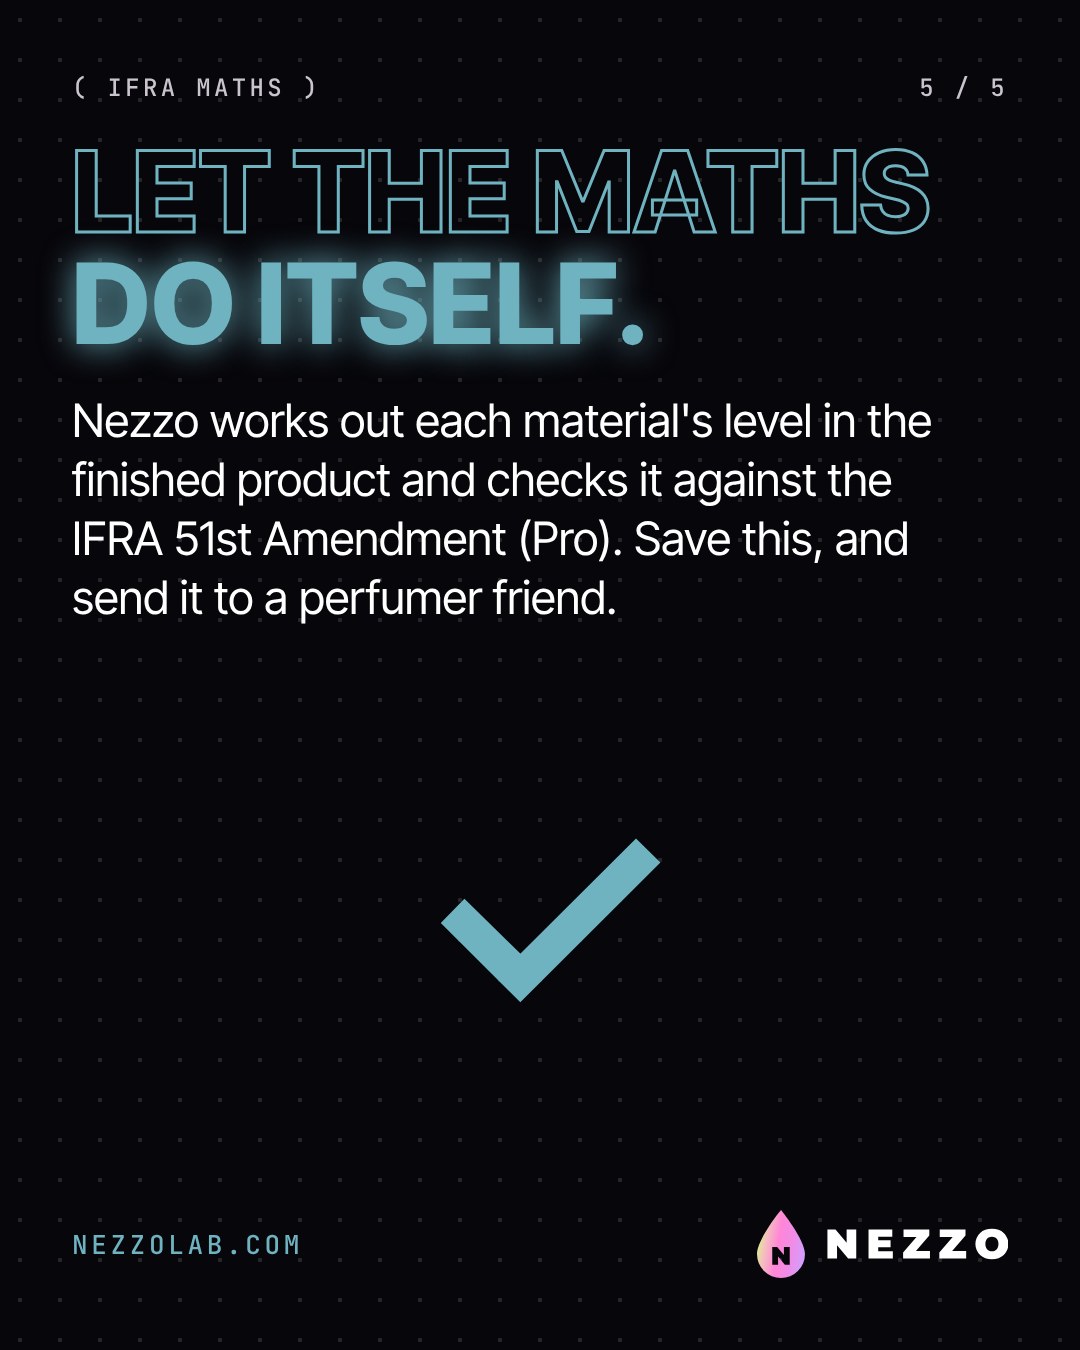 ( IFRA MATHS )
5 / 5
LET THE MATHS
DO ITSELF.
Nezzo works out each material's level in the
finished product and checks it against the
IFRA 51st Amendment (Pro). Save this, and
send it to a perfumer friend.
NEZZOLAB.COM
N NEZZO